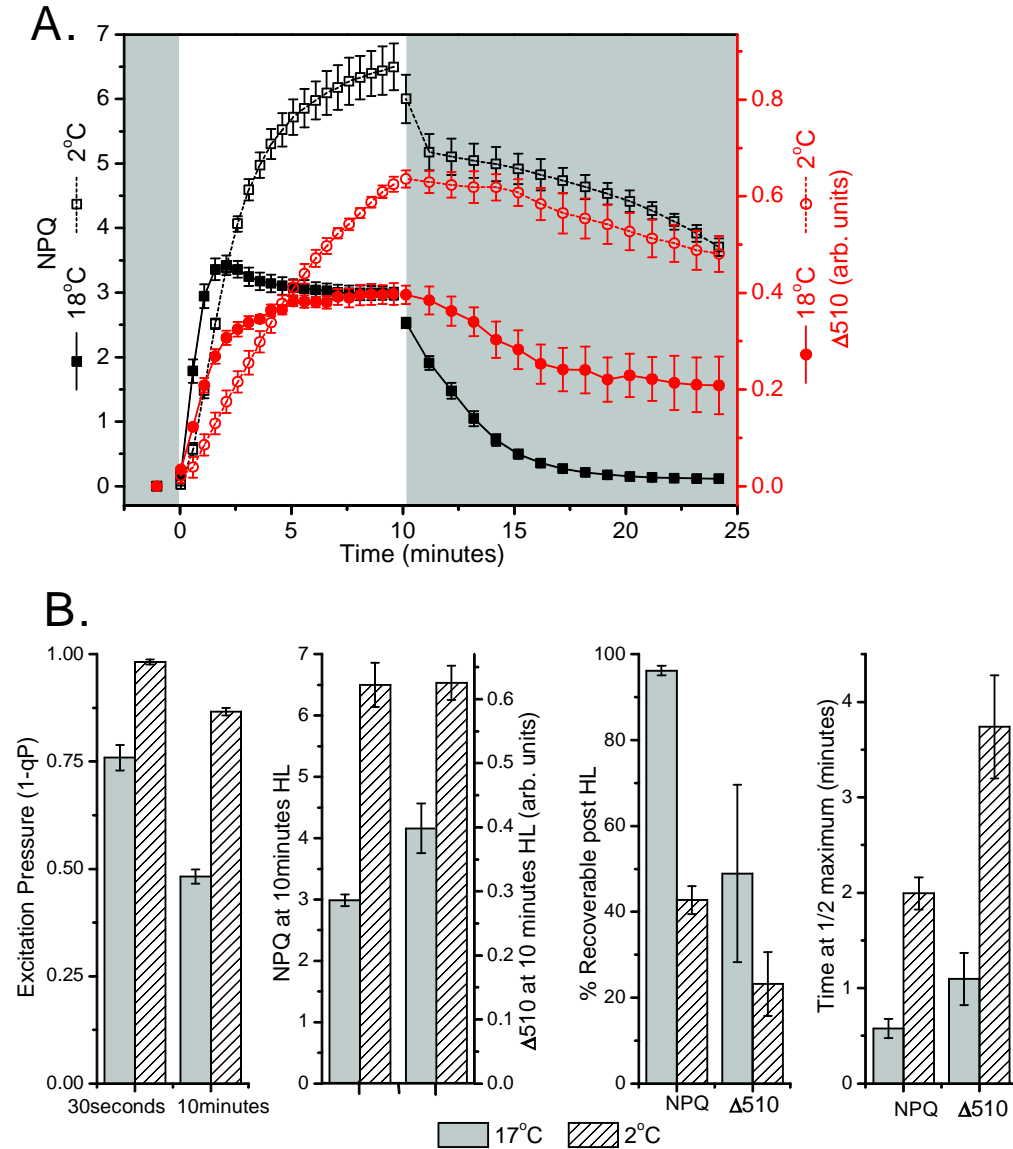 A.
7
6
5
4
3
2
1
0
NPQ
18°C
2°C
0.8
0.6
0.4
0.2
0.0
18°C
2°C
Δ510 (arb. units)
0
5
10
15
20
25
Time (minutes)
B.
1.00
0.75
0.50
0.25
0.00
Excitation Pressure (1-qP)
30seconds
10minutes
7
6
7
4
3
2
1
0
NPQ at 10minutes HL
0.6
0.5
0.4
0.3
0.2
0.1
0.0
Δ510 at 10 minutes HL (arb. units)
100
80
60
40
20
0
% Recoverable post HL
NPQ
Δ510
4
3
2
1
0
Time at 1/2 maximum (minutes)
NPQ
Δ510
17°C
2°C